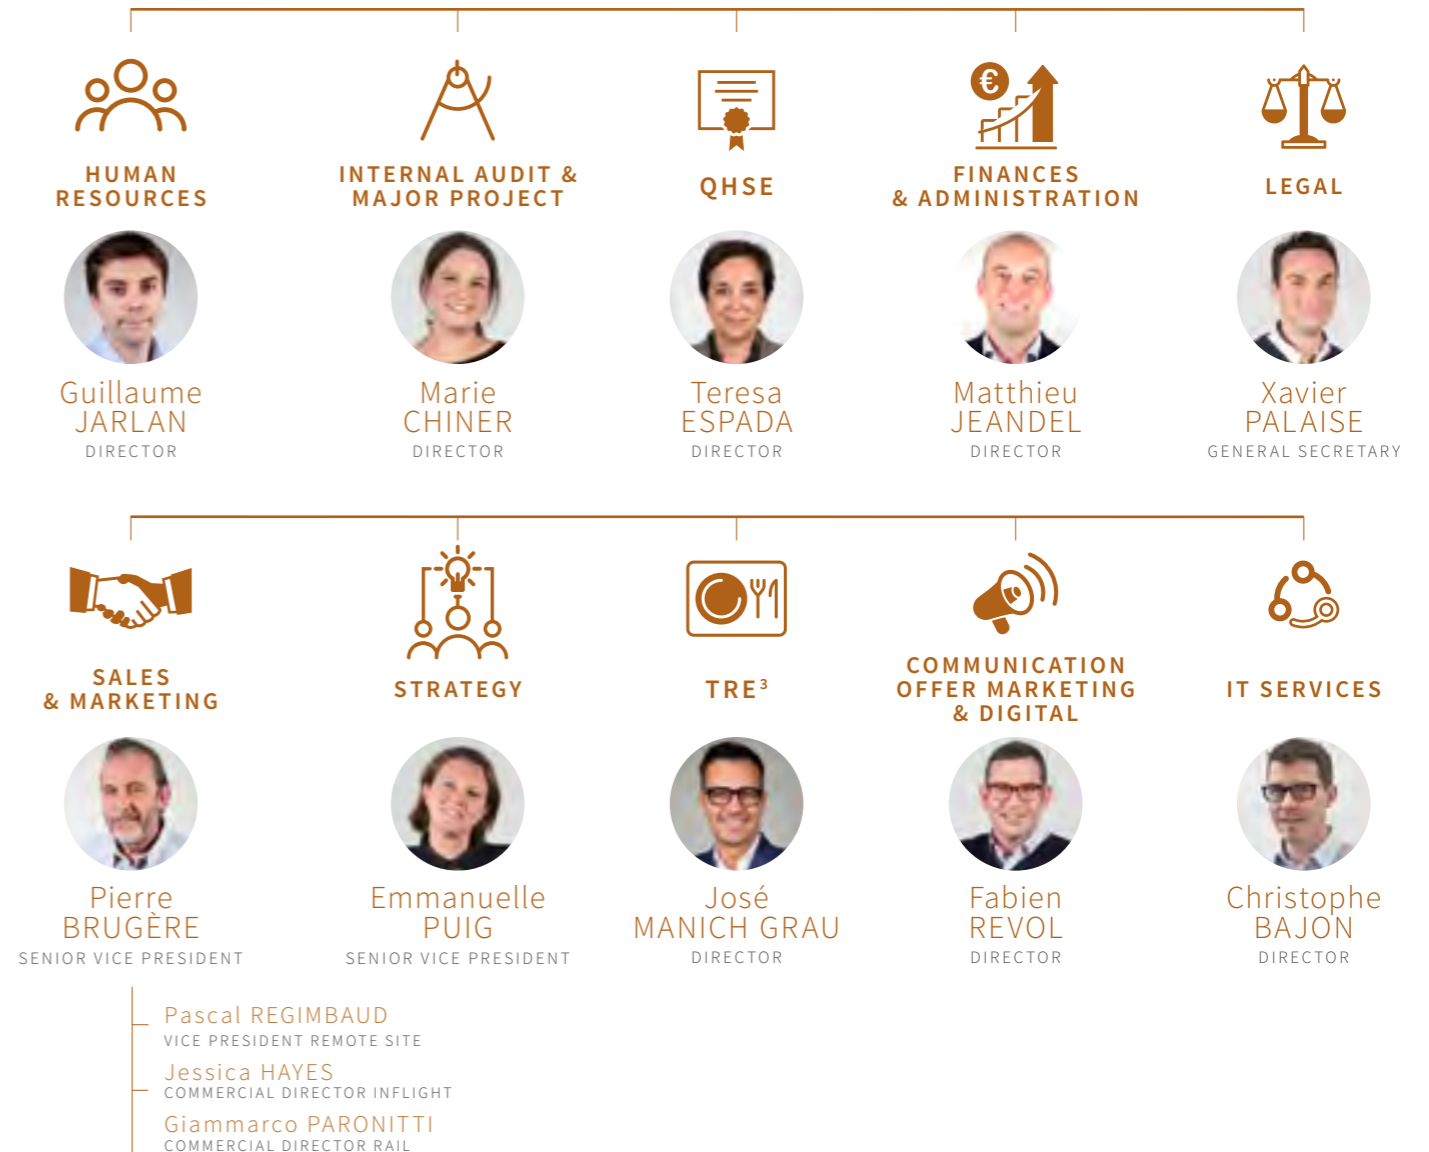 HUMAN
RESOURCES
INTERNAL AUDIT &
MAJOR PROJECT
QHSE
FINANCES
& ADMINISTRATION
LEGAL
Guillaume
JARLAN
DIRECTOR
Marie
CHINER
DIRECTOR
Teresa
ESPADA
DIRECTOR
Matthieu
JEANDEL
DIRECTOR
Xavier
PALAISE
GENERAL SECRETARY
SALES
& MARKETING
STRATEGY
TRE³
COMMUNICATION
OFFER MARKETING
& DIGITAL
IT SERVICES
Pierre
BRUGÈRE
SENIOR VICE PRESIDENT
Emmanuelle
PUIG
SENIOR VICE PRESIDENT
José
MANICH GRAU
DIRECTOR
Fabien
REVOL
DIRECTOR
Christophe
BAJON
DIRECTOR
Pascal REGIMBAUD
VICE PRESIDENT REMOTE SITE
Jessica HAYES
COMMERCIAL DIRECTOR INFLIGHT
Giammarco PARONITTI
COMMERCIAL DIRECTOR RAIL